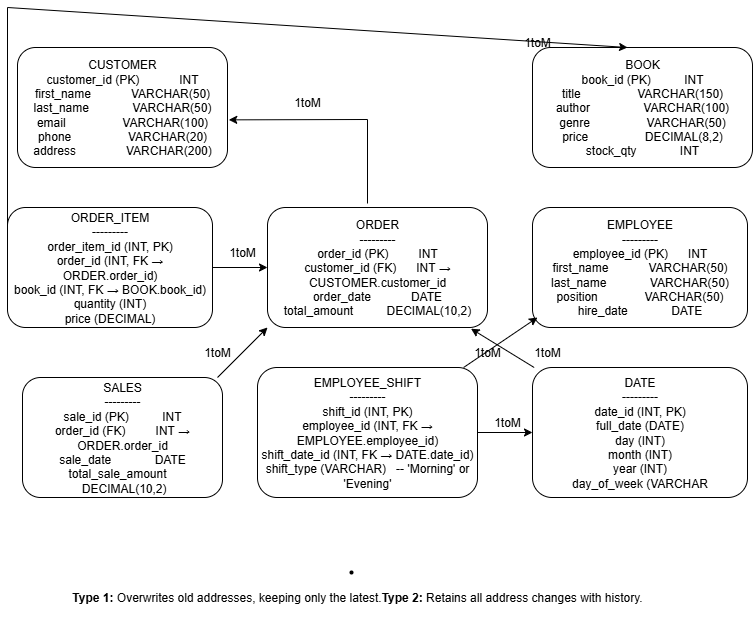 1toM
CUSTOMER
customer_id (PK) INT
first_name VARCHAR(50)
last_name VARCHAR(50)
email VARCHAR(100)
phone VARCHAR(20)
address VARCHAR(200)
1toM
BOOK
book_id (PK) INT
title VARCHAR(150)
author VARCHAR(100)
genre VARCHAR(50)
price DECIMAL(8,2)
stock_qty INT
ORDER_ITEM
---------
order_item_id (INT, PK)
order_id (INT, FK →
ORDER.order_id)
book_id (INT, FK → BOOK.book_id)
quantity (INT)
price (DECIMAL)
1toM
ORDER
---------
order_id (PK) INT
customer_id (FK) INT →
CUSTOMER.customer_id
order_date DATE
total_amount DECIMAL(10,2)
EMPLOYEE
---------
employee_id (PK) INT
first_name VARCHAR(50)
last_name VARCHAR(50)
position VARCHAR(50)
hire_date DATE
1toM
1toM
1toM
SALES
---------
sale_id (PK) INT
order_id (FK) INT →
ORDER.order_id
sale_date DATE
total_sale_amount
DECIMAL(10,2)
EMPLOYEE_SHIFT
---------
shift_id (INT, PK)
employee_id (INT, FK →
EMPLOYEE.employee_id)
shift_date_id (INT, FK → DATE.date_id)
shift_type (VARCHAR) -- 'Morning' or
'Evening'
1toM
DATE
---------
date_id (INT, PK)
full_date (DATE)
day (INT)
month (INT)
year (INT)
day_of_week (VARCHAR
•
Type 1: Overwrites old addresses, keeping only the latest.Type 2: Retains all address changes with history.